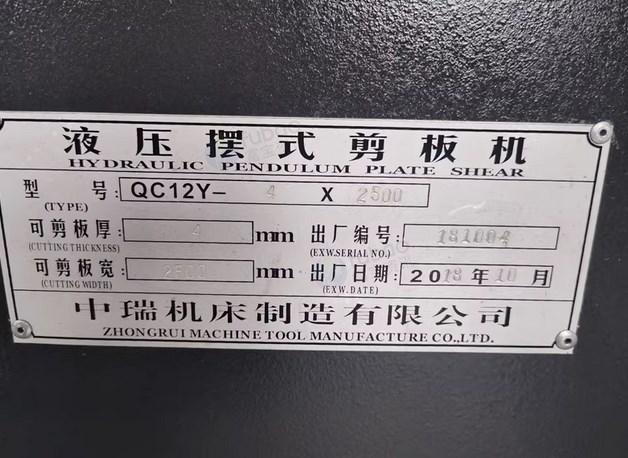 液压摆式剪板机
HYDRAULIC PENDULUM PLATE SHEAR
型 号: QC12Y- 4 X 2500
(TYPE)
可剪板厚: 4 mm 出厂编号: 181004
(CUTTING THICKNESS) (EXW.SERIAL NO.)
可剪板宽: 2500 mm 出厂日期: 2018 年 10 月
(CUTTING WIDTH) (EXW.DATE)
中瑞机床制造有限公司
ZHONGRUI MACHINE TOOL MANUFACTURE CO.,LTD.